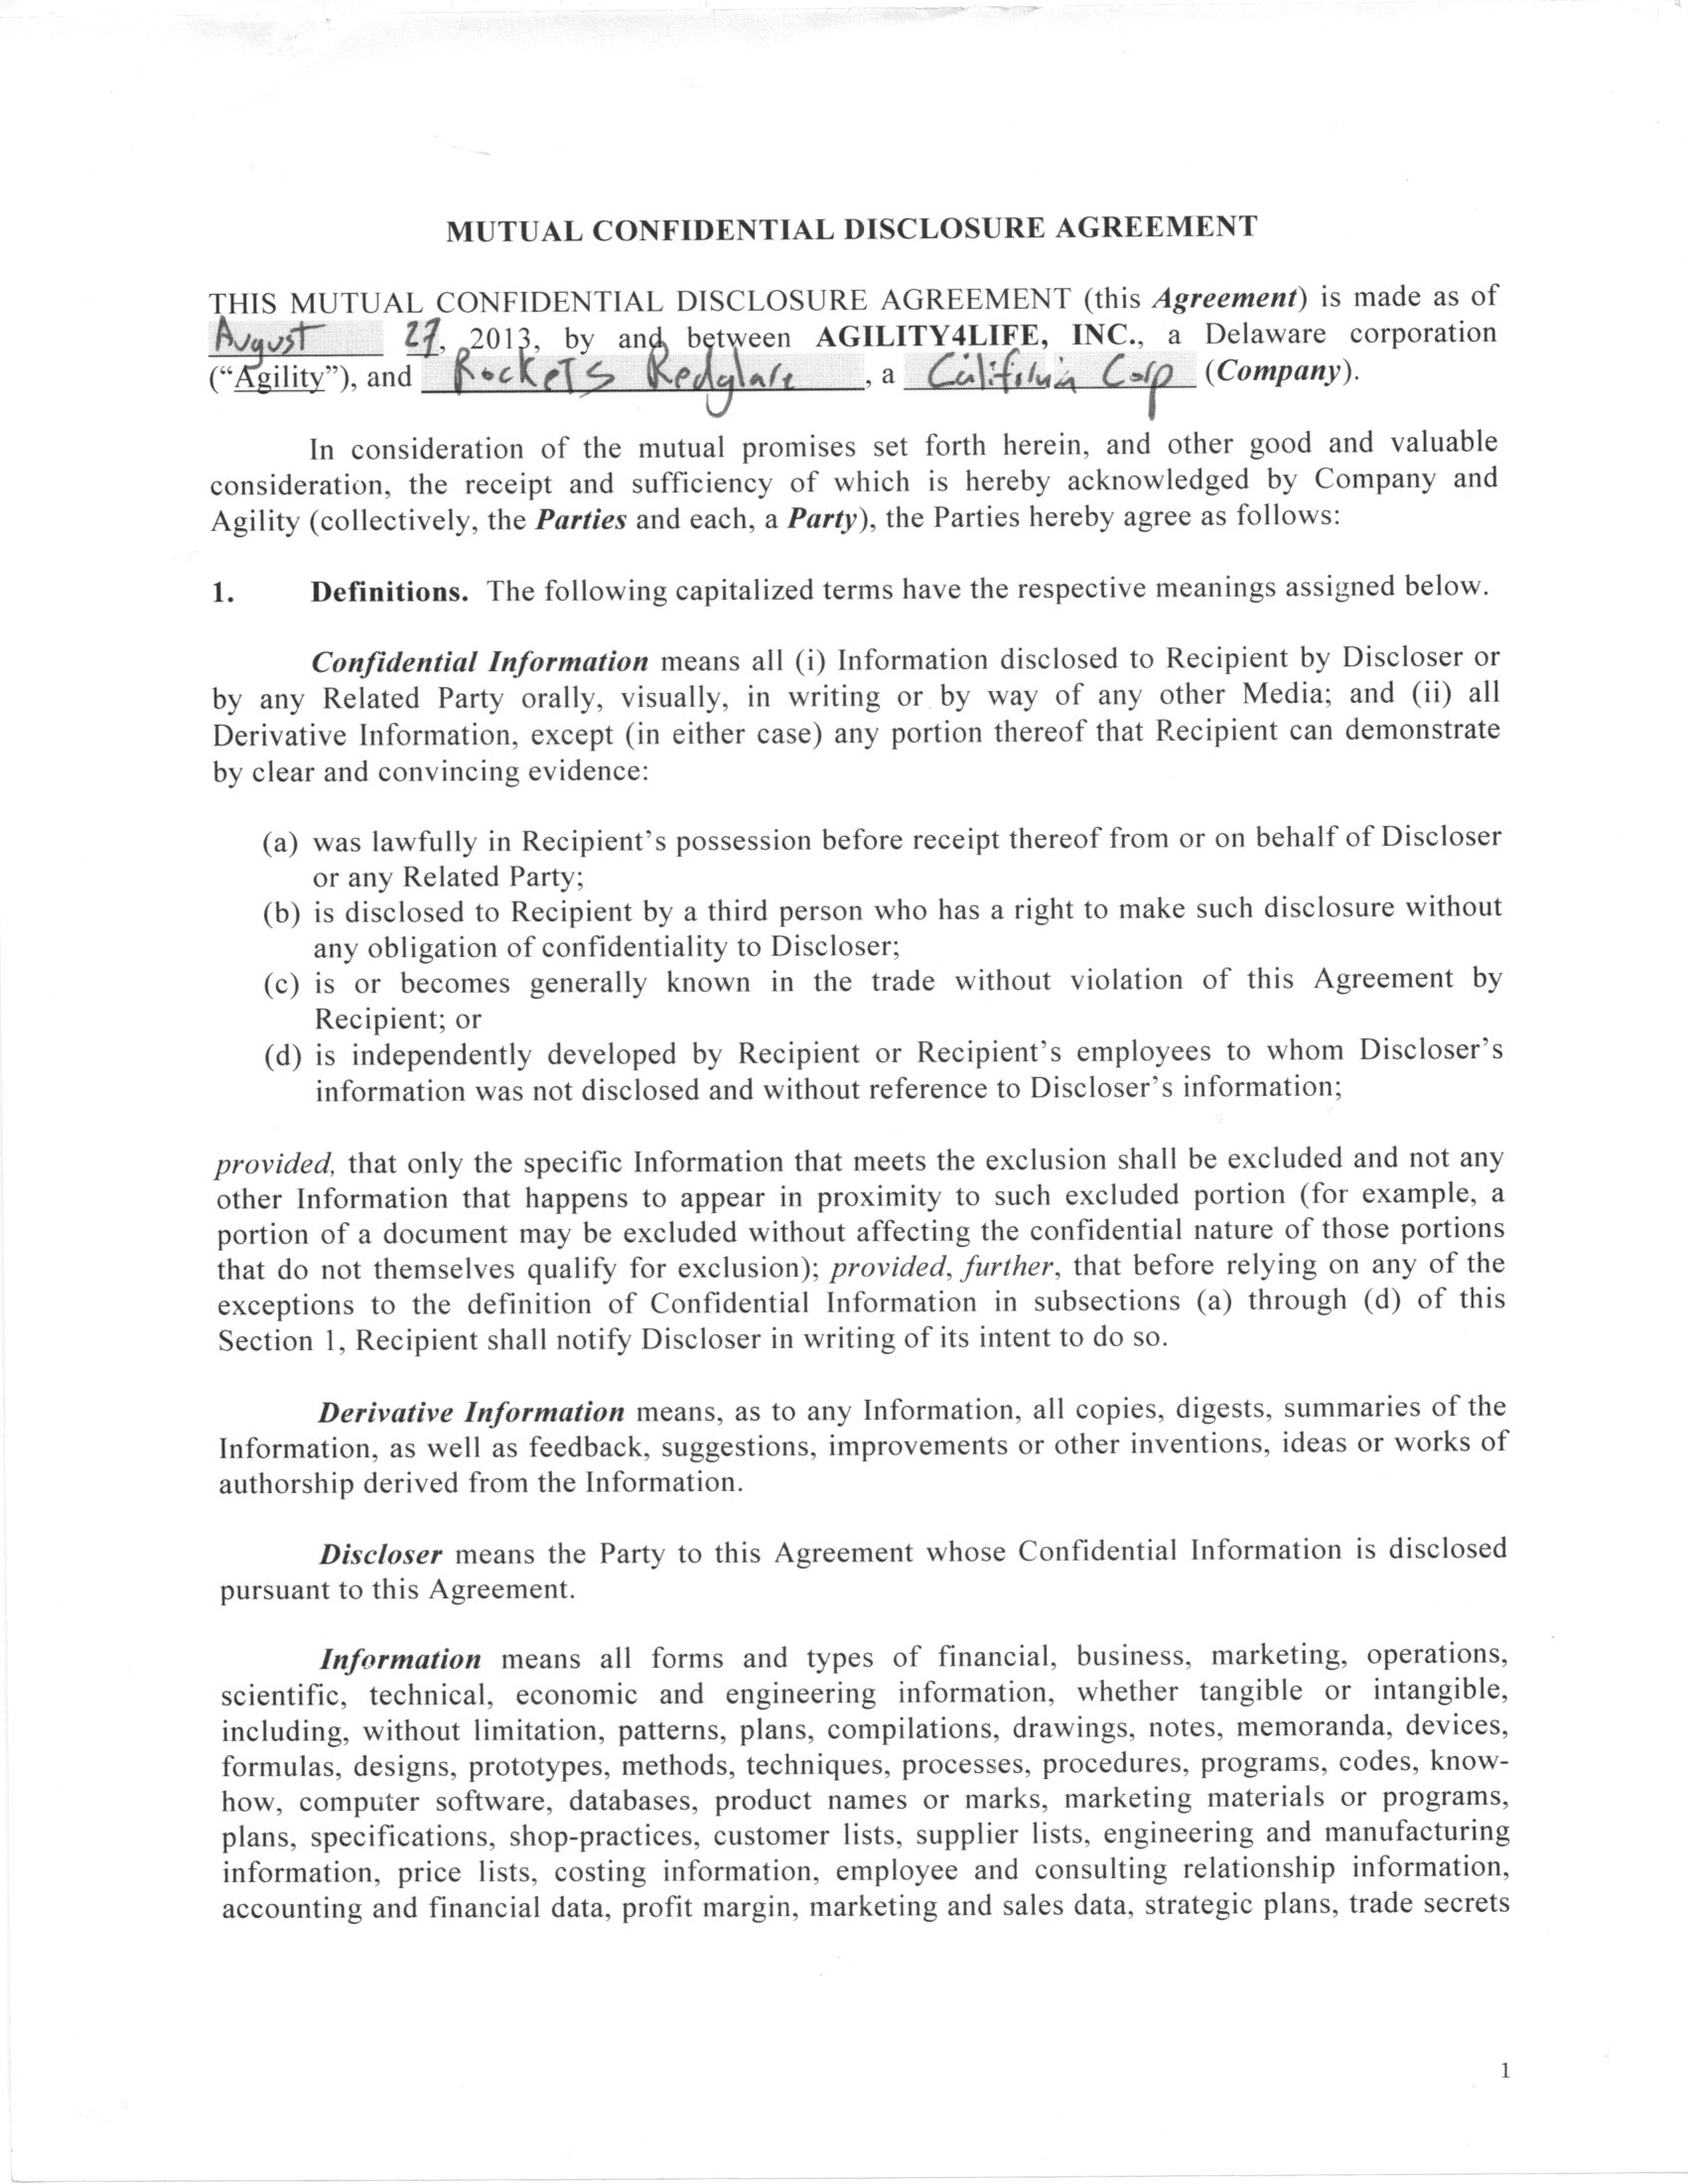 MUTUAL CONFIDENTIAL DISCLOSURE AGREEMENT
THIS MUTUAL CONFIDENTIAL DISCLOSURE AGREEMENT (this Agreement) is made as of
August 27, 2013, by and between AGILITY4LIFE, INC., a Delaware corporation
(“Agility”), and Rockets Redglare, a California Corp (Company).
In consideration of the mutual promises set forth herein, and other good and valuable
consideration, the receipt and sufficiency of which is hereby acknowledged by Company and
Agility (collectively, the Parties and each, a Party), the Parties hereby agree as follows:
1. Definitions. The following capitalized terms have the respective meanings assigned below.
Confidential Information means all (i) Information disclosed to Recipient by Discloser or
by any Related Party orally, visually, in writing or by way of any other Media; and (ii) all
Derivative Information, except (in either case) any portion thereof that Recipient can demonstrate
by clear and convincing evidence:
(a) was lawfully in Recipient’s possession before receipt thereof from or on behalf of Discloser
or any Related Party;
(b) is disclosed to Recipient by a third person who has a right to make such disclosure without
any obligation of confidentiality to Discloser;
(c) is or becomes generally known in the trade without violation of this Agreement by
Recipient; or
(d) is independently developed by Recipient or Recipient’s employees to whom Discloser’s
information was not disclosed and without reference to Discloser’s information;
provided, that only the specific Information that meets the exclusion shall be excluded and not any
other Information that happens to appear in proximity to such excluded portion (for example, a
portion of a document may be excluded without affecting the confidential nature of those portions
that do not themselves qualify for exclusion); provided, further, that before relying on any of the
exceptions to the definition of Confidential Information in subsections (a) through (d) of this
Section 1, Recipient shall notify Discloser in writing of its intent to do so.
Derivative Information means, as to any Information, all copies, digests, summaries of the
Information, as well as feedback, suggestions, improvements or other inventions, ideas or works of
authorship derived from the Information.
Discloser means the Party to this Agreement whose Confidential Information is disclosed
pursuant to this Agreement.
Information means all forms and types of financial, business, marketing, operations,
scientific, technical, economic and engineering information, whether tangible or intangible,
including, without limitation, patterns, plans, compilations, drawings, notes, memoranda, devices,
formulas, designs, prototypes, methods, techniques, processes, procedures, programs, codes, know-
how, computer software, databases, product names or marks, marketing materials or programs,
plans, specifications, shop-practices, customer lists, supplier lists, engineering and manufacturing
information, price lists, costing information, employee and consulting relationship information,
accounting and financial data, profit margin, marketing and sales data, strategic plans, trade secrets
1